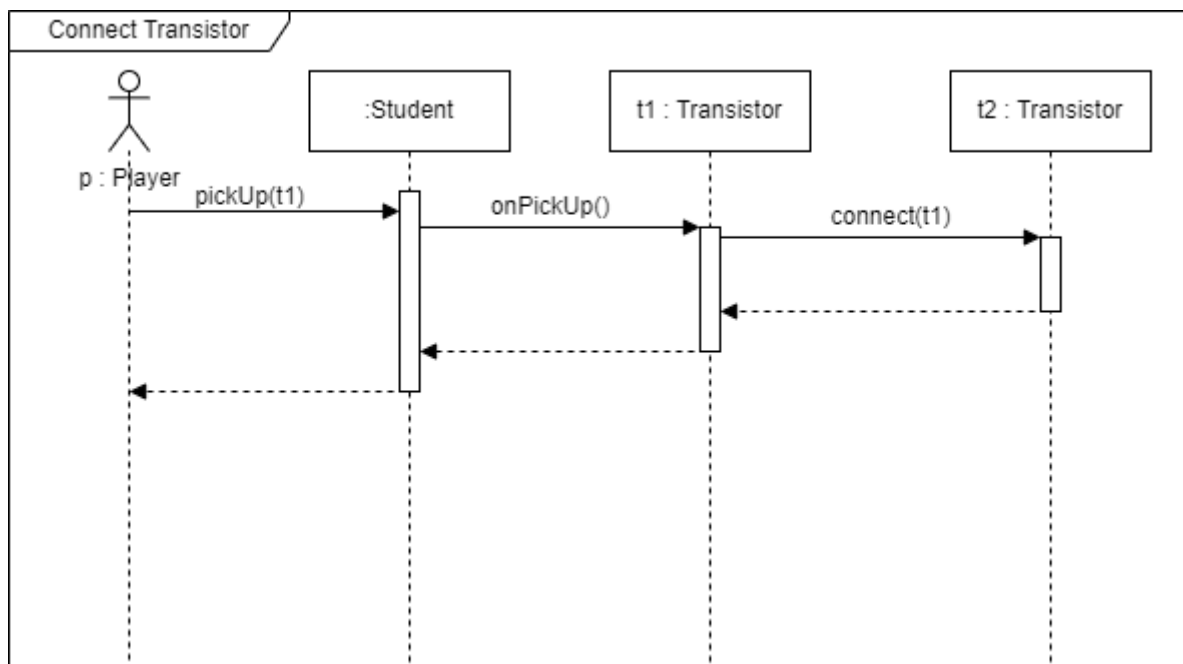 Connect Transistor
:Student
t1 : Transistor
t2 : Transistor
p : Player
pickUp(t1)
onPickUp()
connect(t1)